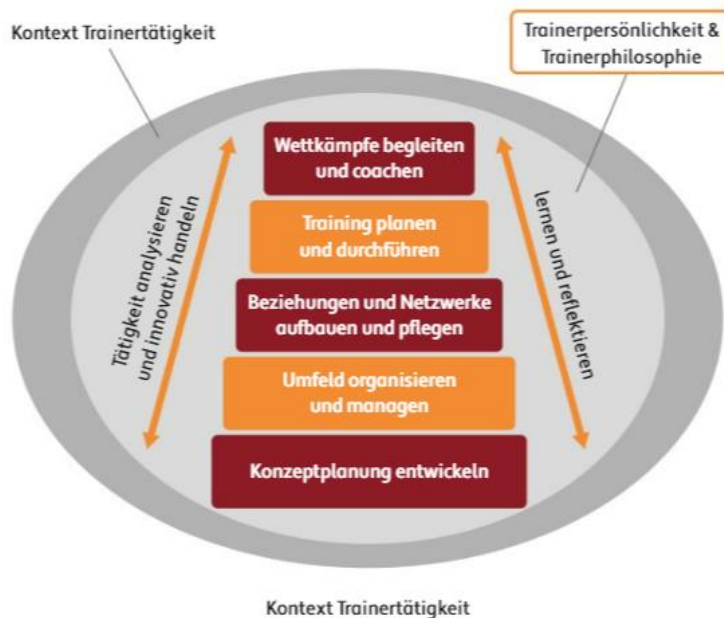 Kontext Trainertätigkeit
Trainerpersönlichkeit &
Trainerphilosophie
Wettkämpfe begleiten
und coachen
Training planen
und durchführen
Beziehungen und Netzwerke
aufbauen und pflegen
Umfeld organisieren
und managen
Konzeptplanung entwickeln
Tätigkeit analysieren
und innovativ handeln
lernen und reflektieren
Kontext Trainertätigkeit